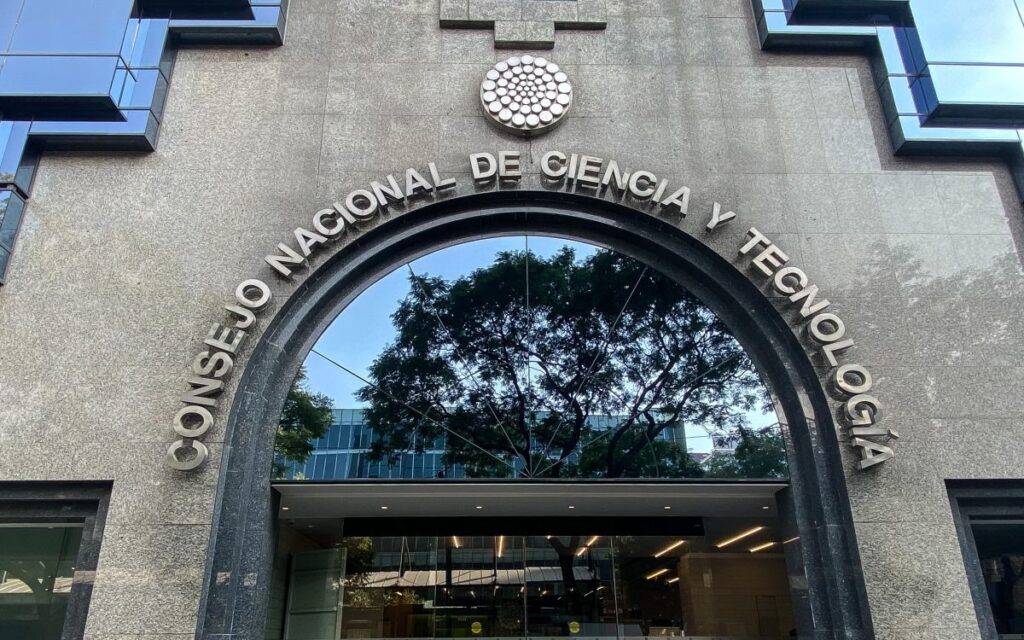 CONSEJO NACIONAL DE CIENCIA Y TECNOLOGÍA